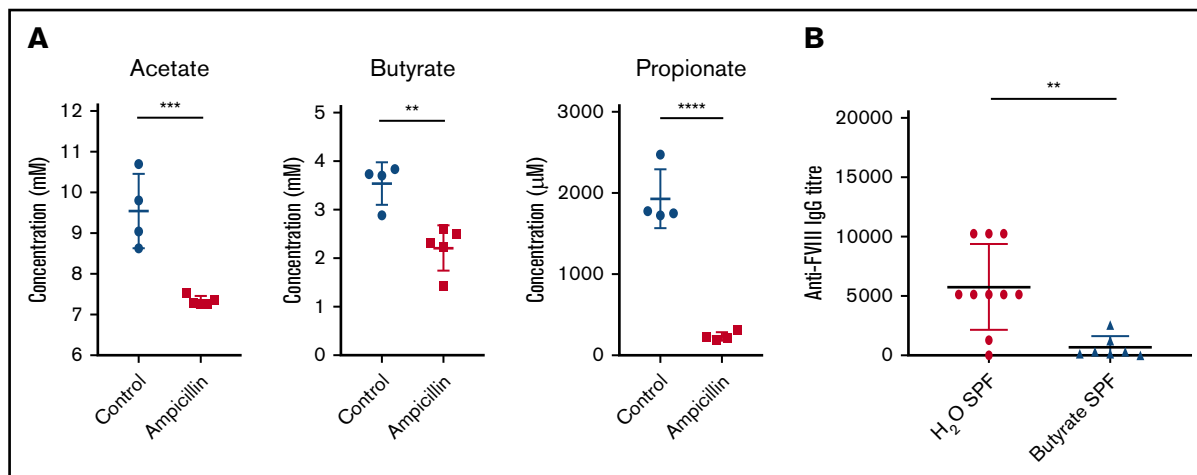 A
B
Acetate
Butyrate
Propionate
***
**
****
**
Concentration (mM)
12
11
10
9
8
7
6
Control
Ampicillin
Concentration (mM)
5
4
3
2
1
0
Control
Ampicillin
Concentration (µM)
3000
2000
1000
0
Control
Ampicillin
Anti-FVIII IgG titre
20000
15000
10000
5000
0
H₂O SPF
Butyrate SPF